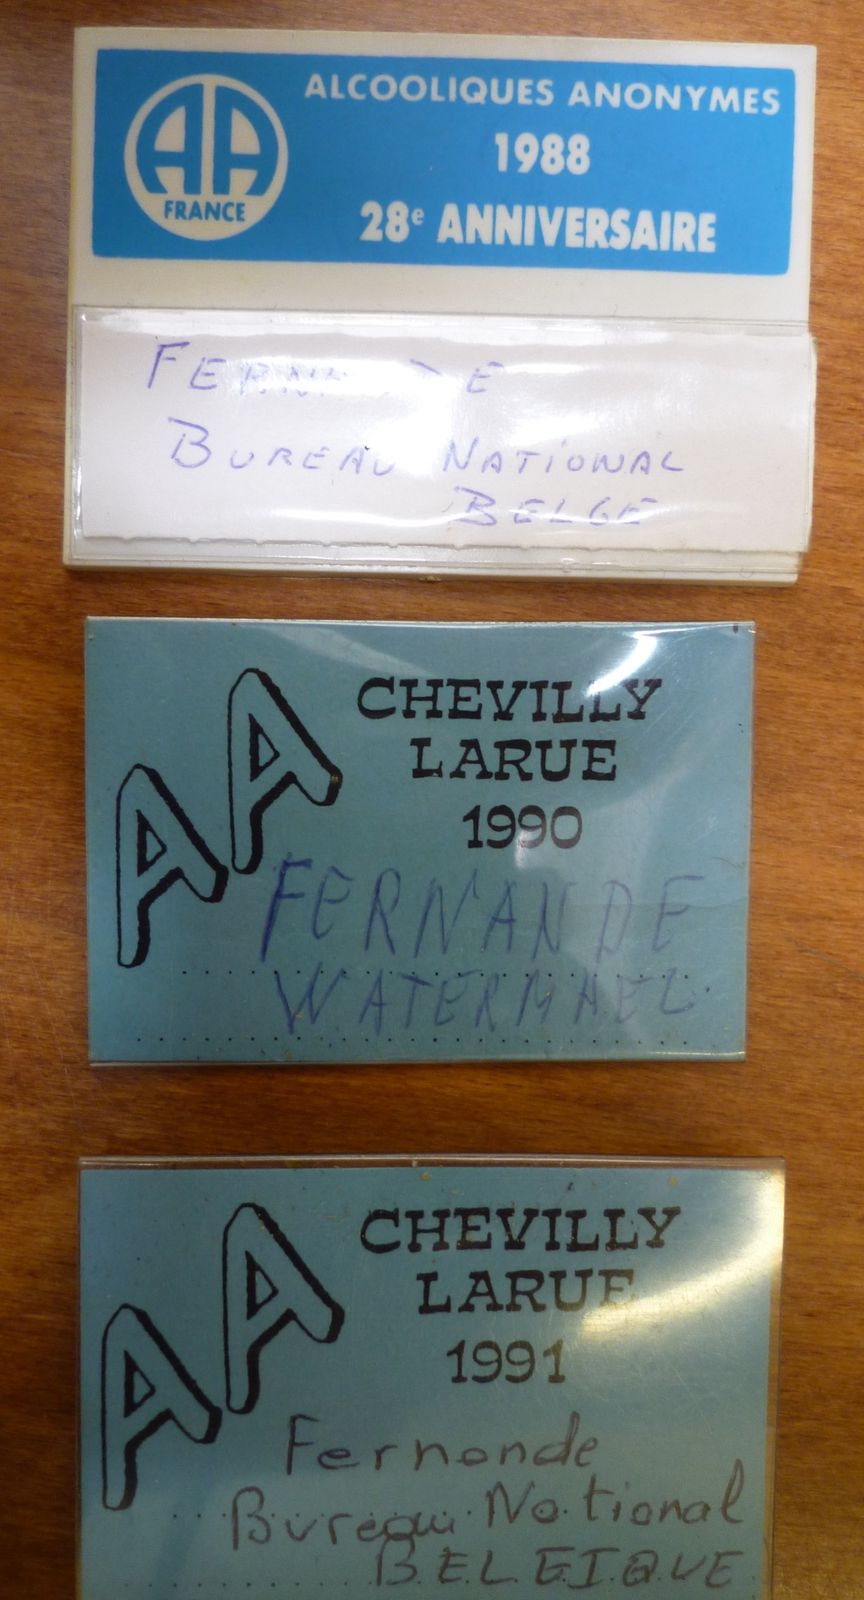 AA
FRANCE
ALCOOLIQUES ANONYMES
1988
28e ANNIVERSAIRE
BUREAU NATIONAL
BELGE
AA
CHEVILLY
LARUE
1990
FERNANDE
WATERMAEL
AA
CHEVILLY
LARUE
1991
Fernande
Bureau National
BELGIQUE